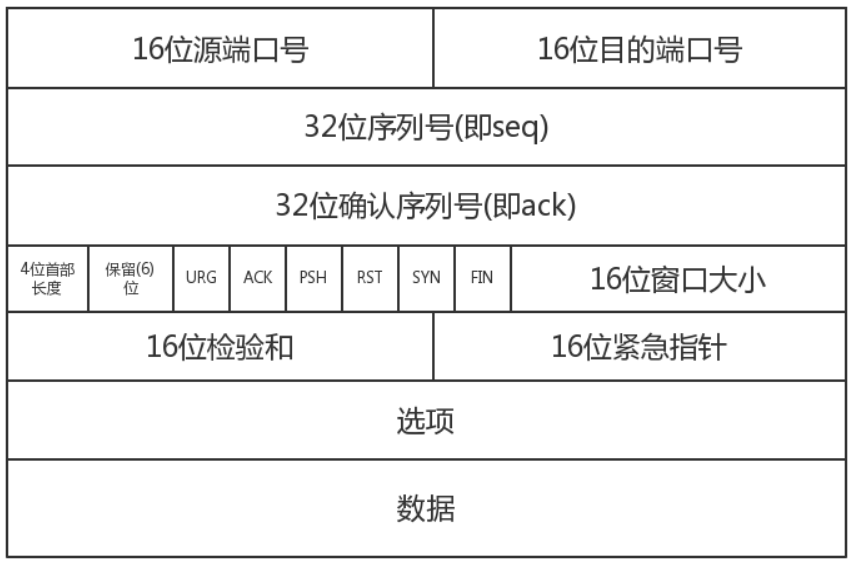 16位源端口号
16位目的端口号
32位序列号(即seq)
32位确认序列号(即ack)
4位首部
长度
保留(6)
位
URG
ACK
PSH
RST
SYN
FIN
16位窗口大小
16位检验和
16位紧急指针
选项
数据